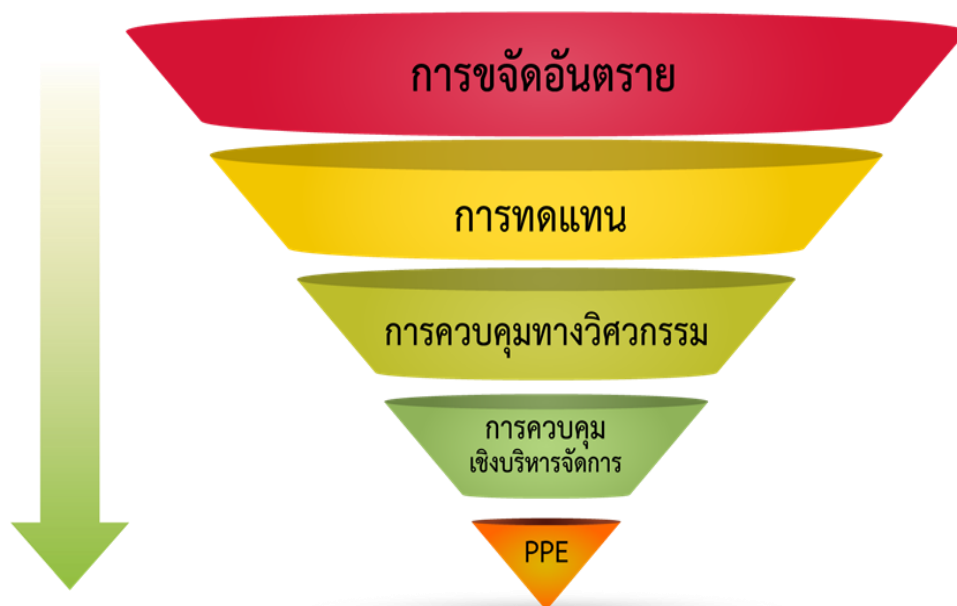 การขจัดอันตราย
การทดแทน
การควบคุมทางวิศวกรรม
การควบคุม
เชิงบริหารจัดการ
PPE